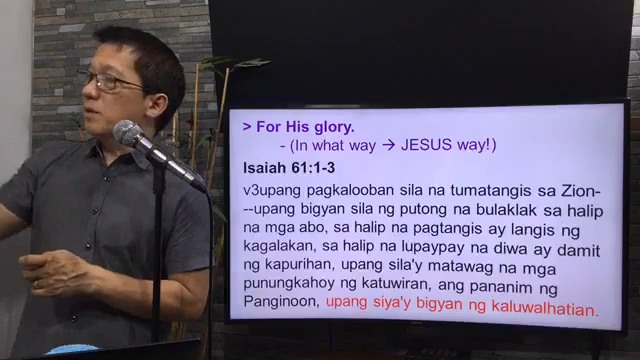 > For His glory.
- (In what way → JESUS way!)
Isaiah 61:1-3
v3upang pagkalooban sila na tumatangis sa Zion-
--upang bigyan sila ng putong na bulaklak sa halip
na mga abo, sa halip na pagtangis ay langis ng
kagalakan, sa halip na lupaypay na diwa ay damit
ng kapurihan, upang sila'y matawag na mga
punungkahoy ng katuwiran, ang pananim ng
Panginoon, upang siya'y bigyan ng kaluwalhatian.